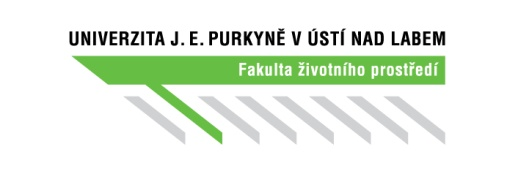 UNIVERZITA J. E. PURKYNĚ V ÚSTÍ NAD LABEM
Fakulta životního prostředí